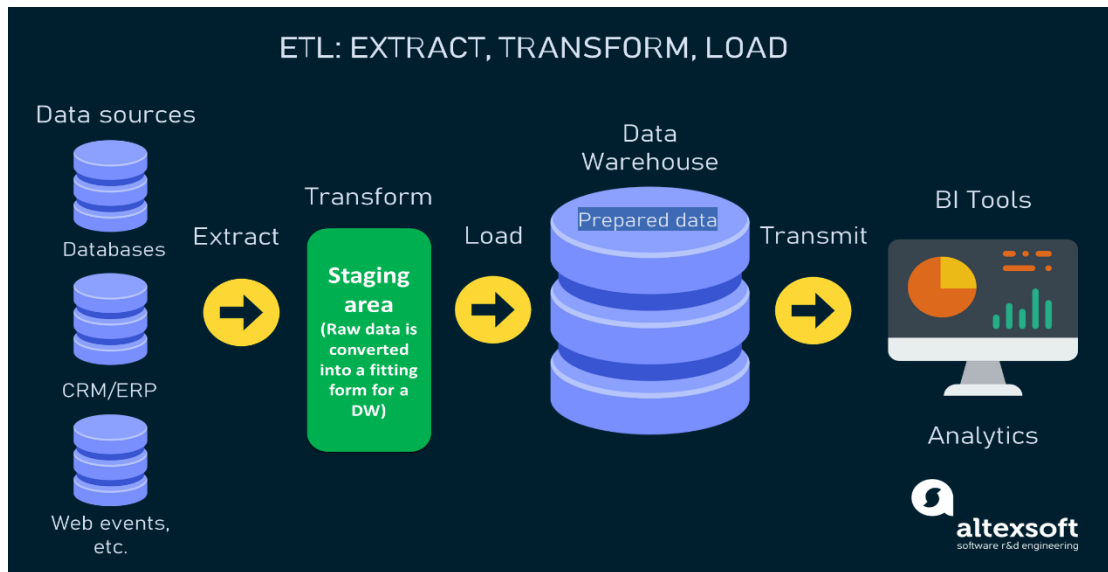 ETL: EXTRACT, TRANSFORM, LOAD
Data sources
Databases
CRM/ERP
Web events,
etc.
Extract
Transform
Staging
area
(Raw data is
converted
into a fitting
form for a
DW)
Load
Data
Warehouse
Prepared data
Transmit
BI Tools
Analytics
altexsoft
software r&d engineering